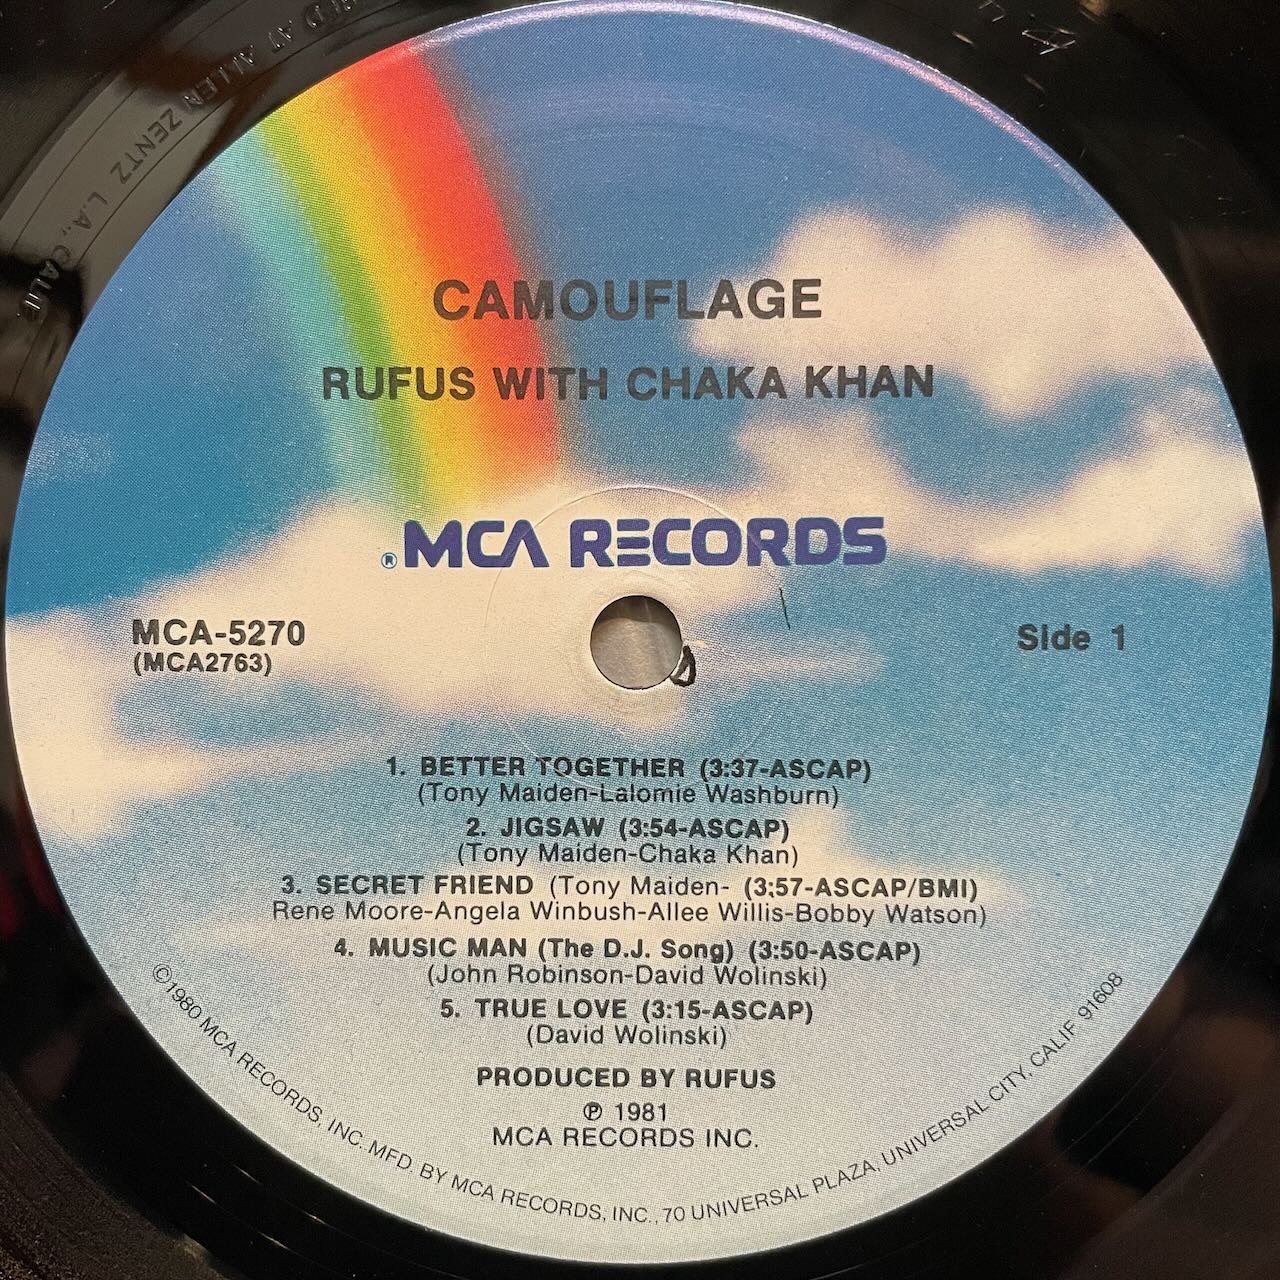 MASTERED AT ALLEN ZENTZ L.A., CALIF.
CAMOUFLAGE
RUFUS WITH CHAKA KHAN
® MCA RECORDS
MCA-5270
(MCA2763)
Side 1
1. BETTER TOGETHER (3:37-ASCAP)
(Tony Maiden-Lalomie Washburn)
2. JIGSAW (3:54-ASCAP)
(Tony Maiden-Chaka Khan)
3. SECRET FRIEND (Tony Maiden- (3:57-ASCAP/BMI)
Rene Moore-Angela Winbush-Allee Willis-Bobby Watson)
4. MUSIC MAN (The D.J. Song) (3:50-ASCAP)
(John Robinson-David Wolinski)
5. TRUE LOVE (3:15-ASCAP)
(David Wolinski)
PRODUCED BY RUFUS
℗ 1981
MCA RECORDS INC.
©1980 MCA RECORDS, INC. MFD. BY MCA RECORDS, INC., 70 UNIVERSAL PLAZA, UNIVERSAL CITY, CALIF 91608